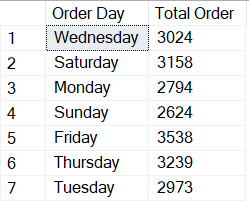 Order Day Total Order
1 Wednesday 3024
2 Saturday 3158
3 Monday 2794
4 Sunday 2624
5 Friday 3538
6 Thursday 3239
7 Tuesday 2973